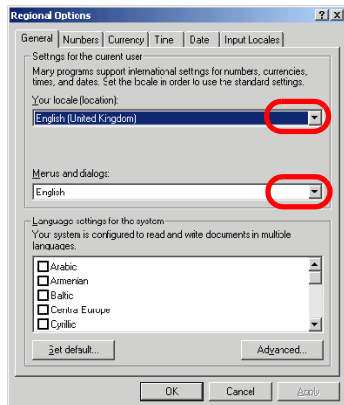 Regional Options
General Numbers Currency Time Date Input Locales
Settings for the current user
Many programs support international settings for numbers, currencies,
times, and dates. Set the locale in order to use the standard settings.
Your locale (location):
English (United Kingdom)
Menus and dialogs:
English
Language settings for the system
Your system is configured to read and write documents in multiple
languages.
Arabic
Armenian
Baltic
Central Europe
Cyrillic
Set default...
Advanced...
OK Cancel Apply